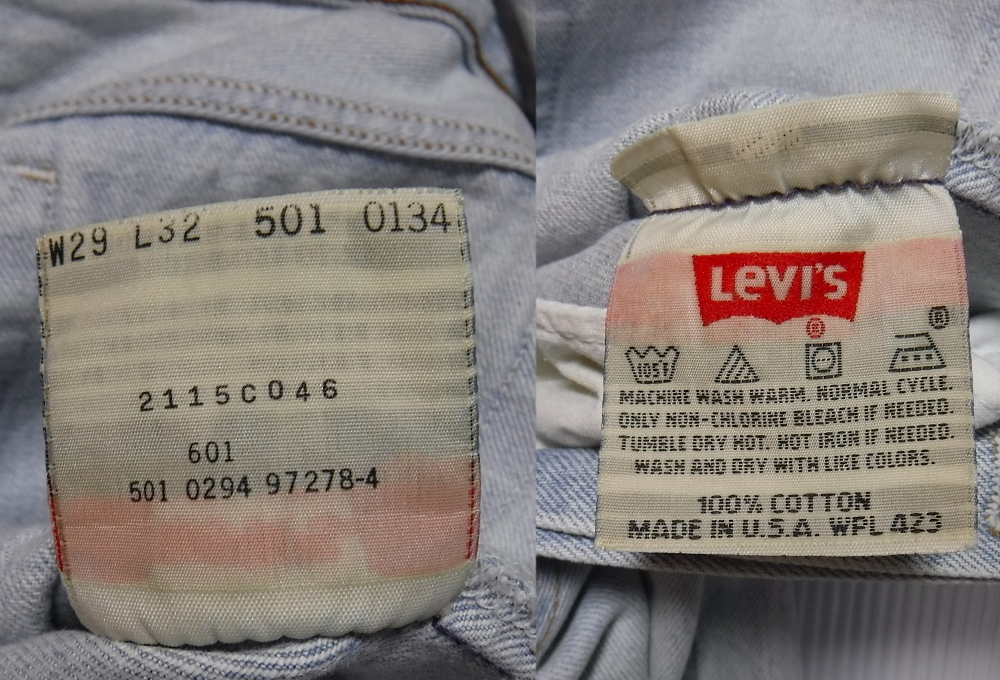 W29 L32 501 0134
2115C046
601
501 0294 97278-4
LEVI'S
®
®
105F
MACHINE WASH WARM. NORMAL CYCLE.
ONLY NON-CHLORINE BLEACH IF NEEDED.
TUMBLE DRY HOT. HOT IRON IF NEEDED.
WASH AND DRY WITH LIKE COLORS.
100% COTTON
MADE IN U.S.A. WPL 423